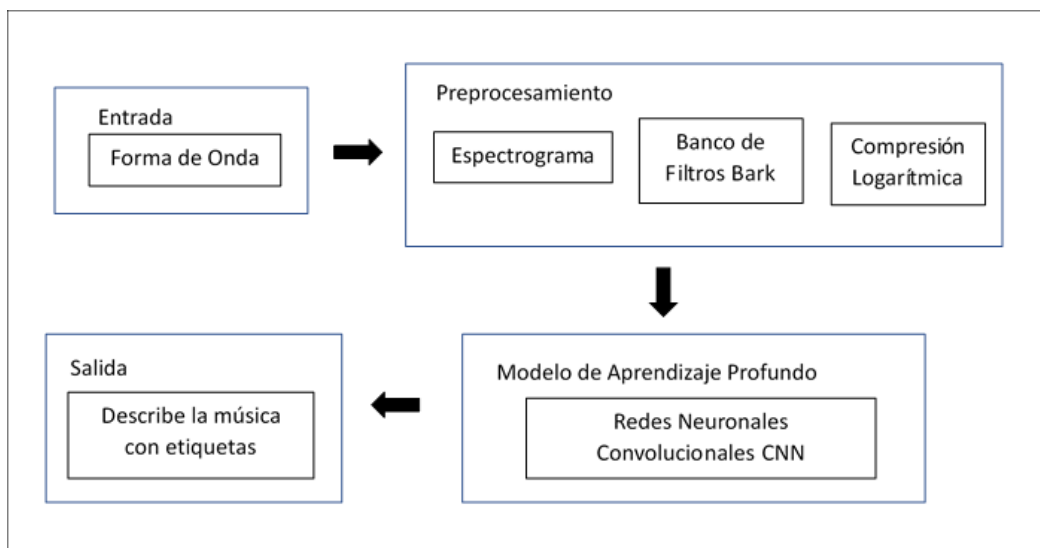 Entrada
Forma de Onda
Preprocesamiento
Espectrograma
Banco de
Filtros Bark
Compresión
Logarítmica
Modelo de Aprendizaje Profundo
Redes Neuronales
Convolucionales CNN
Salida
Describe la música
con etiquetas